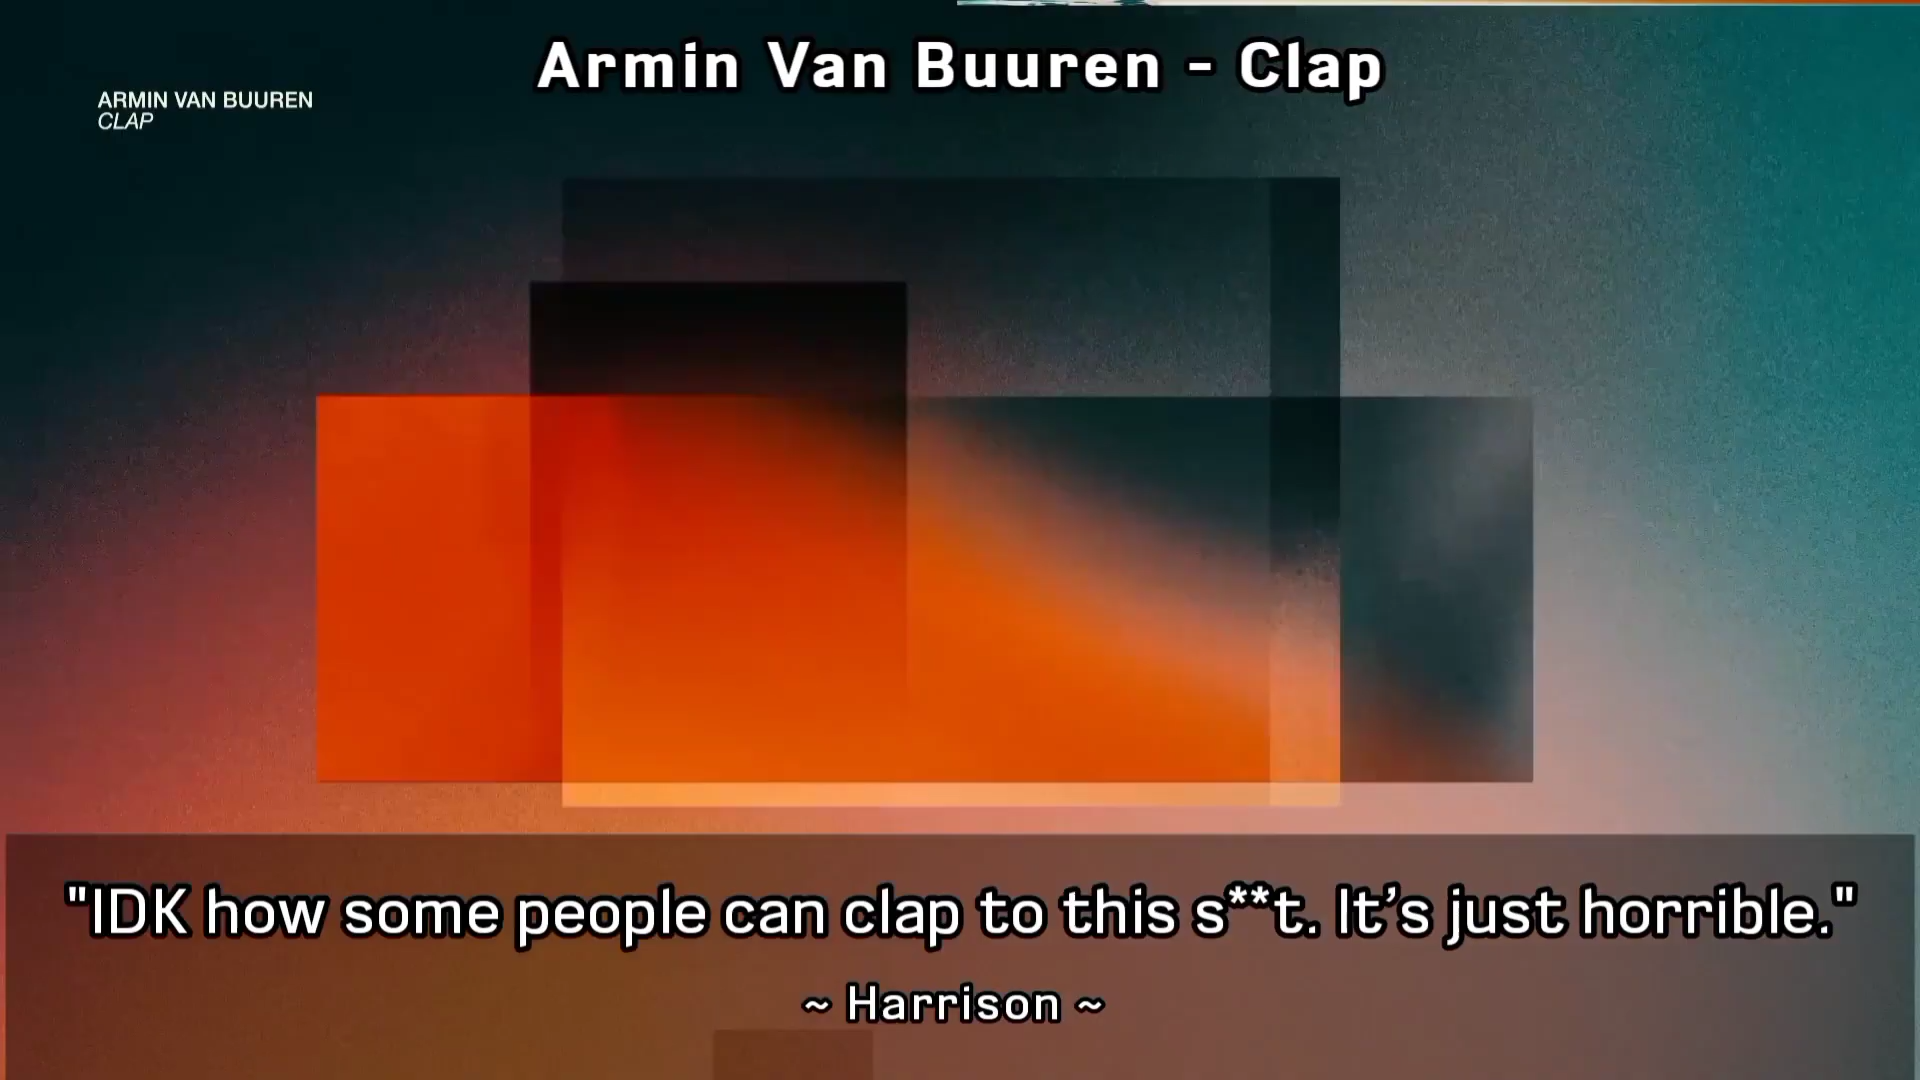 Armin Van Buuren - Clap
ARMIN VAN BUUREN
CLAP
"IDK how some people can clap to this s**t. It’s just horrible."
~ Harrison ~